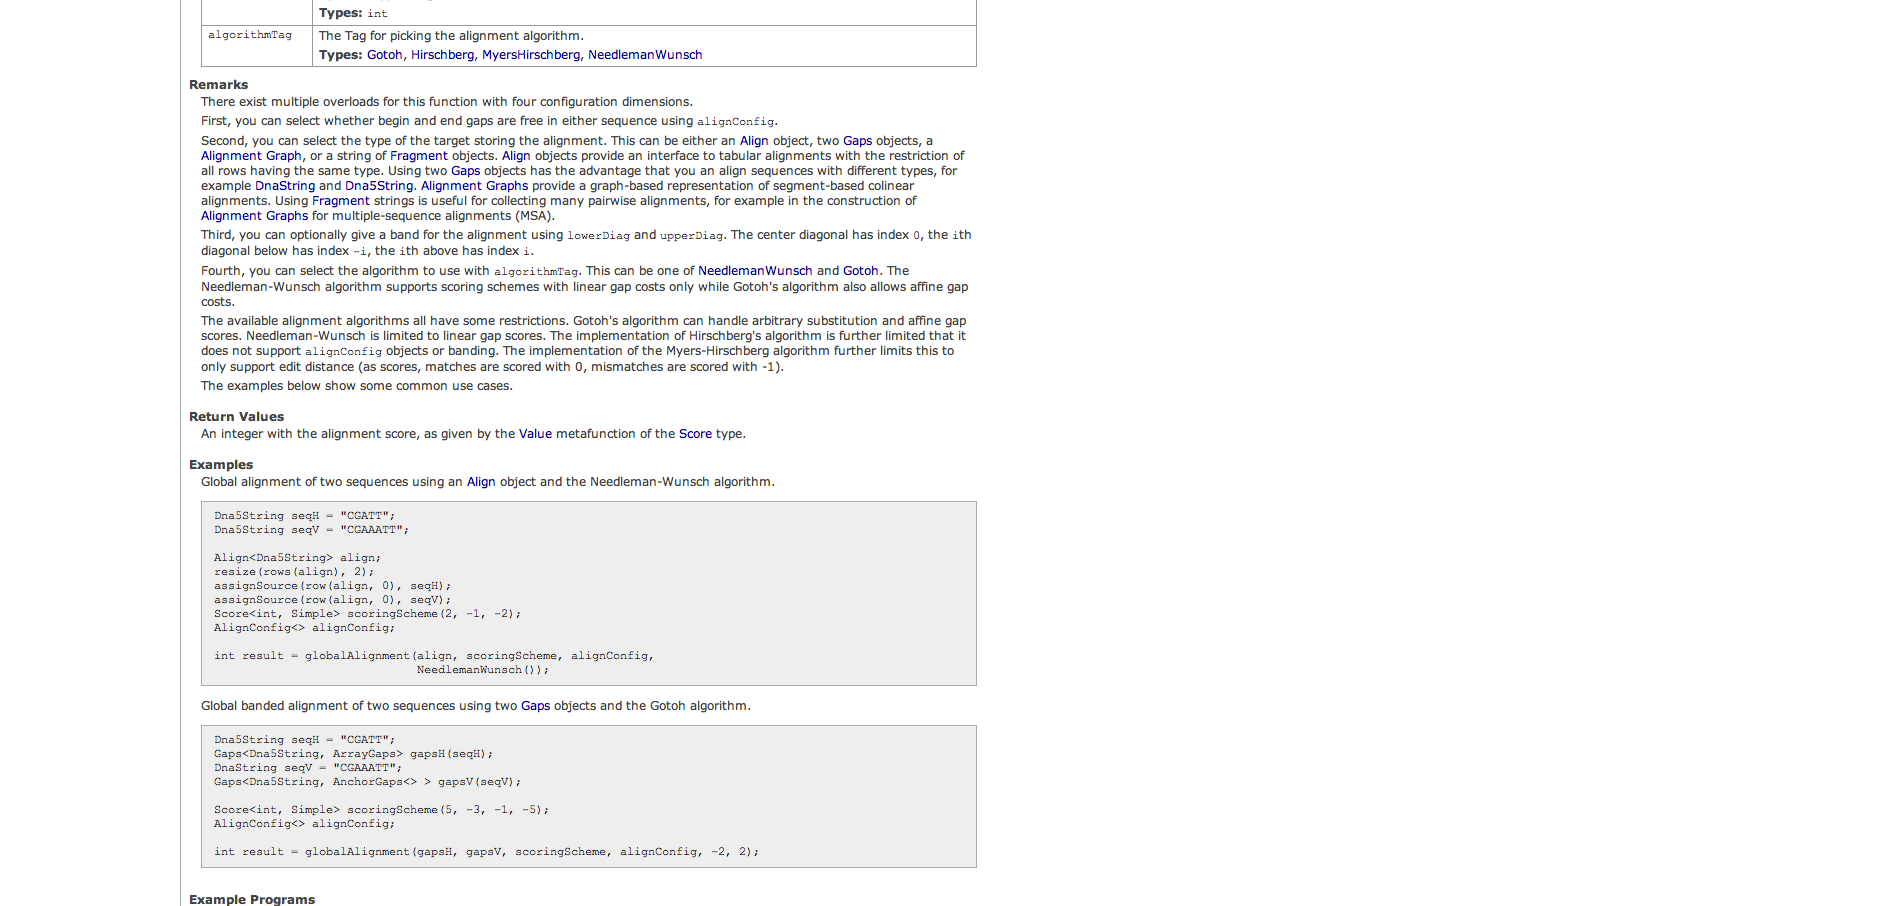 Types: int
algorithmTag
The Tag for picking the alignment algorithm.
Types: Gotoh, Hirschberg, MyersHirschberg, NeedlemanWunsch
Remarks
There exist multiple overloads for this function with four configuration dimensions.
First, you can select whether begin and end gaps are free in either sequence using alignConfig.
Second, you can select the type of the target storing the alignment. This can be either an Align object, two Gaps objects, a
Alignment Graph, or a string of Fragment objects. Align objects provide an interface to tabular alignments with the restriction of
all rows having the same type. Using two Gaps objects has the advantage that you an align sequences with different types, for
example DnaString and Dna5String. Alignment Graphs provide a graph-based representation of segment-based colinear
alignments. Using Fragment strings is useful for collecting many pairwise alignments, for example in the construction of
Alignment Graphs for multiple-sequence alignments (MSA).
Third, you can optionally give a band for the alignment using lowerDiag and upperDiag. The center diagonal has index 0, the ith
diagonal below has index -i, the ith above has index i.
Fourth, you can select the algorithm to use with algorithmTag. This can be one of NeedlemanWunsch and Gotoh. The
Needleman-Wunsch algorithm supports scoring schemes with linear gap costs only while Gotoh's algorithm also allows affine gap
costs.
The available alignment algorithms all have some restrictions. Gotoh's algorithm can handle arbitrary substitution and affine gap
scores. Needleman-Wunsch is limited to linear gap scores. The implementation of Hirschberg's algorithm is further limited that it
does not support alignConfig objects or banding. The implementation of the Myers-Hirschberg algorithm further limits this to
only support edit distance (as scores, matches are scored with 0, mismatches are scored with -1).
The examples below show some common use cases.
Return Values
An integer with the alignment score, as given by the Value metafunction of the Score type.
Examples
Global alignment of two sequences using an Align object and the Needleman-Wunsch algorithm.
Dna5String seqH = "CGATT";
Dna5String seqV = "CGAAATT";
Align<Dna5String> align;
resize(rows(align), 2);
assignSource(row(align, 0), seqH);
assignSource(row(align, 0), seqV);
Score<int, Simple> scoringScheme(2, -1, -2);
AlignConfig<> alignConfig;
int result = globalAlignment(align, scoringScheme, alignConfig,
NeedlemanWunsch());
Global banded alignment of two sequences using two Gaps objects and the Gotoh algorithm.
Dna5String seqH = "CGATT";
Gaps<Dna5String, ArrayGaps> gapsH(seqH);
DnaString seqV = "CGAAATT";
Gaps<Dna5String, AnchorGaps<> > gapsV(seqV);
Score<int, Simple> scoringScheme(5, -3, -1, -5);
AlignConfig<> alignConfig;
int result = globalAlignment(gapsH, gapsV, scoringScheme, alignConfig, -2, 2);
Example Programs